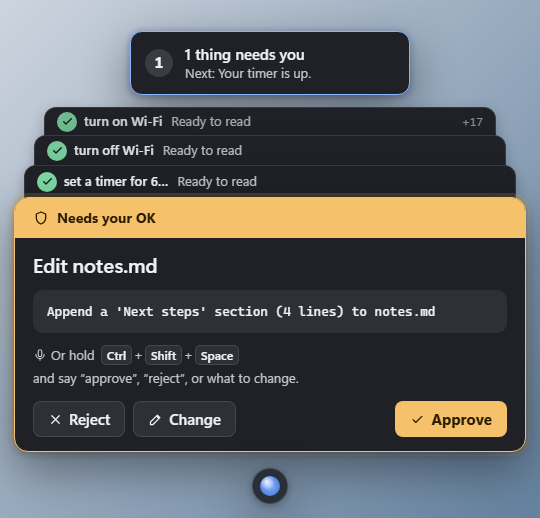 1 1 thing needs you
Next: Your timer is up.
turn on Wi-Fi Ready to read +17
turn off Wi-Fi Ready to read
set a timer for 6... Ready to read
Needs your OK
Edit notes.md
Append a 'Next steps' section (4 lines) to notes.md
Or hold Ctrl + Shift + Space
and say “approve”, “reject”, or what to change.
Reject Change Approve